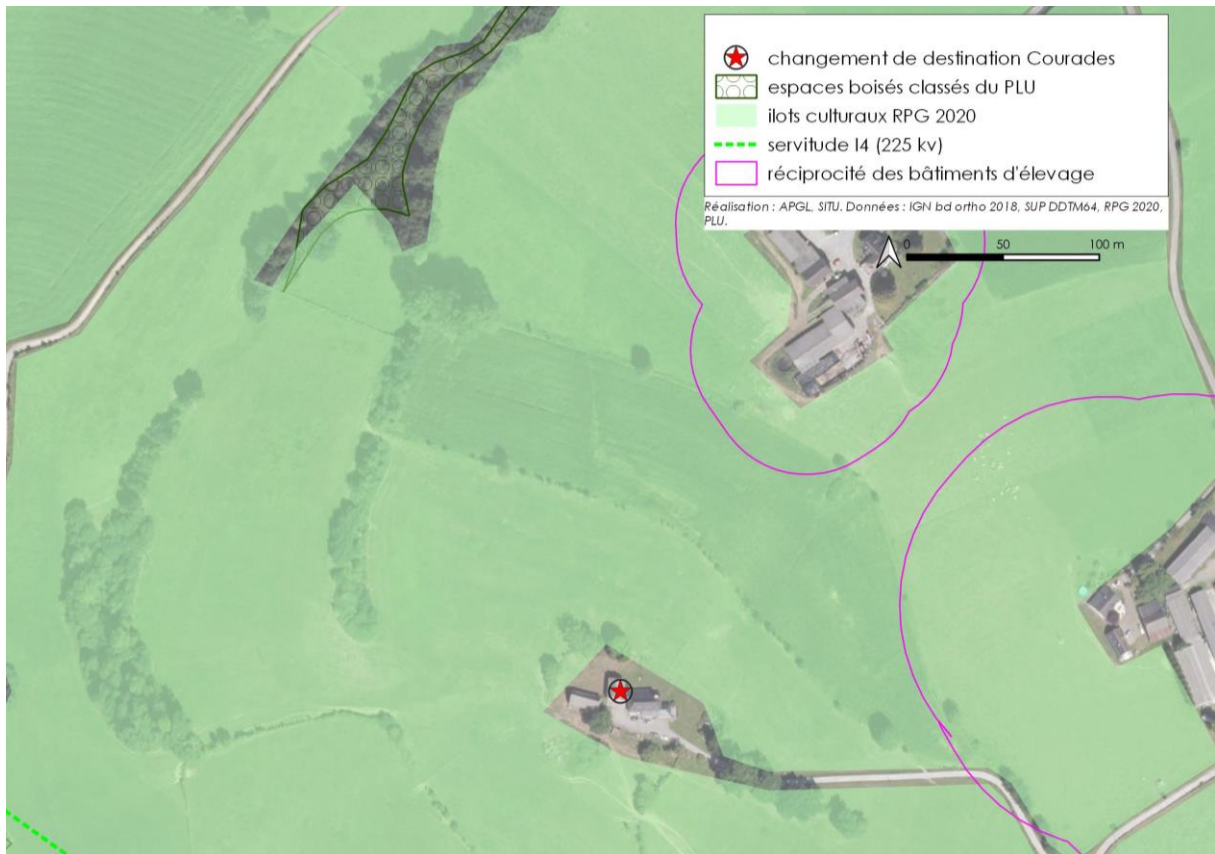 changement de destination Courades
espaces boisés classés du PLU
ilots culturaux RPG 2020
servitude I4 (225 kv)
réciprocité des bâtiments d'élevage
Réalisation : APGL, SITU. Données : IGN bd ortho 2018, SUP DDTM64, RPG 2020,
PLU.
0 50 100 m